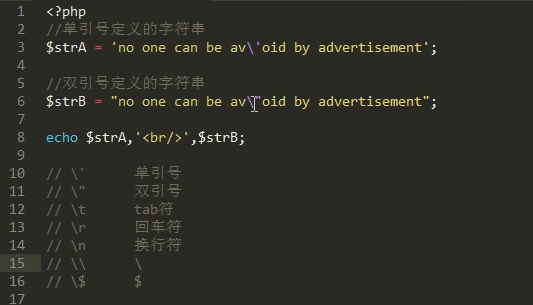 1 <?php
2 //单引号定义的字符串
3 $strA = 'no one can be av\'oid by advertisement';
4
5 //双引号定义的字符串
6 $strB = "no one can be av\"oid by advertisement";
7
8 echo $strA,'<br/>',$strB;
9
10 // \' 单引号
11 // \" 双引号
12 // \t tab符
13 // \r 回车符
14 // \n 换行符
15 // \\ \
16 // \$ $
17